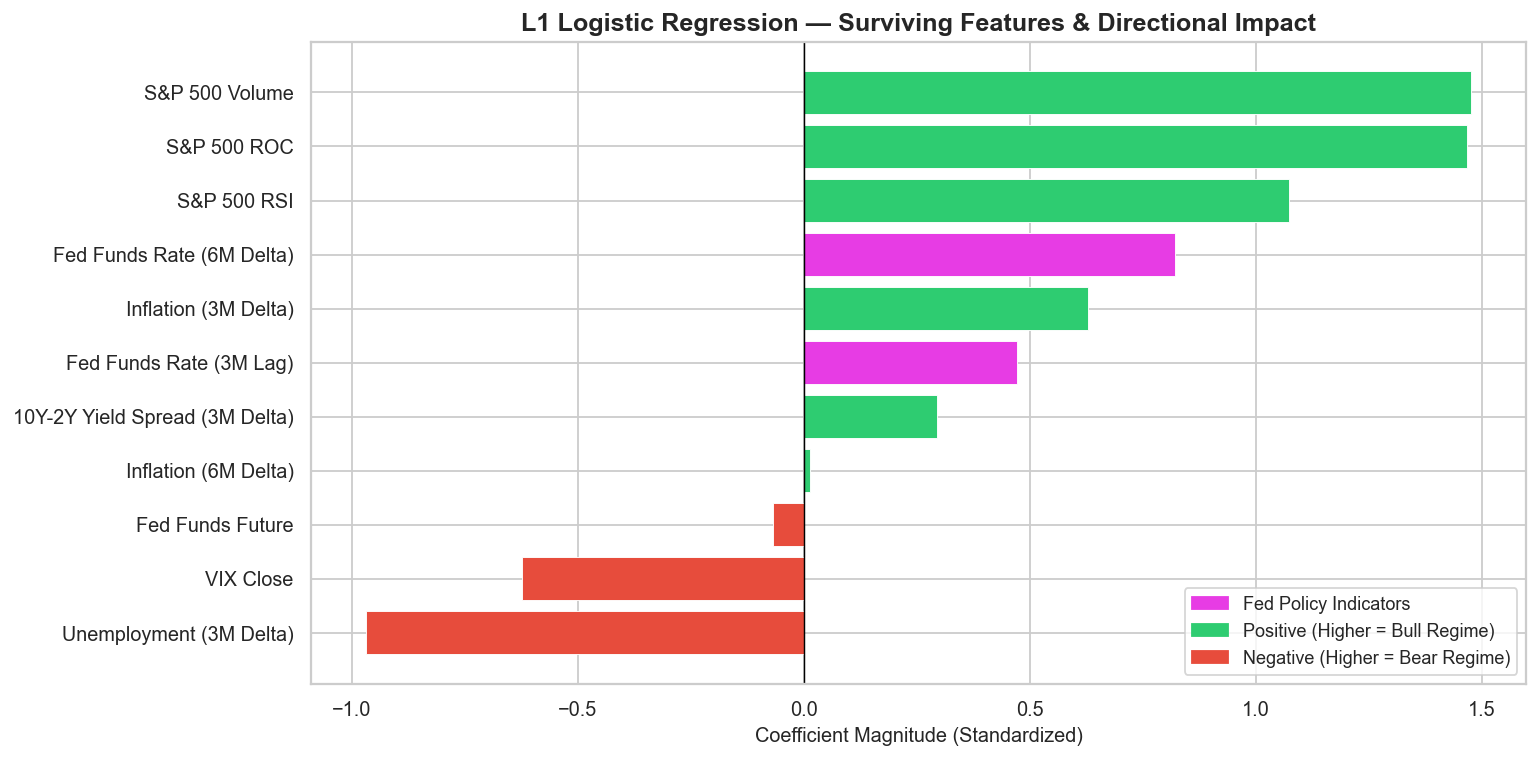 L1 Logistic Regression — Surviving Features & Directional Impact
S&P 500 Volume
S&P 500 ROC
S&P 500 RSI
Fed Funds Rate (6M Delta)
Inflation (3M Delta)
Fed Funds Rate (3M Lag)
10Y-2Y Yield Spread (3M Delta)
Inflation (6M Delta)
Fed Funds Future
VIX Close
Unemployment (3M Delta)
Fed Policy Indicators
Positive (Higher = Bull Regime)
Negative (Higher = Bear Regime)
−1.0 −0.5 0.0 0.5 1.0 1.5
Coefficient Magnitude (Standardized)